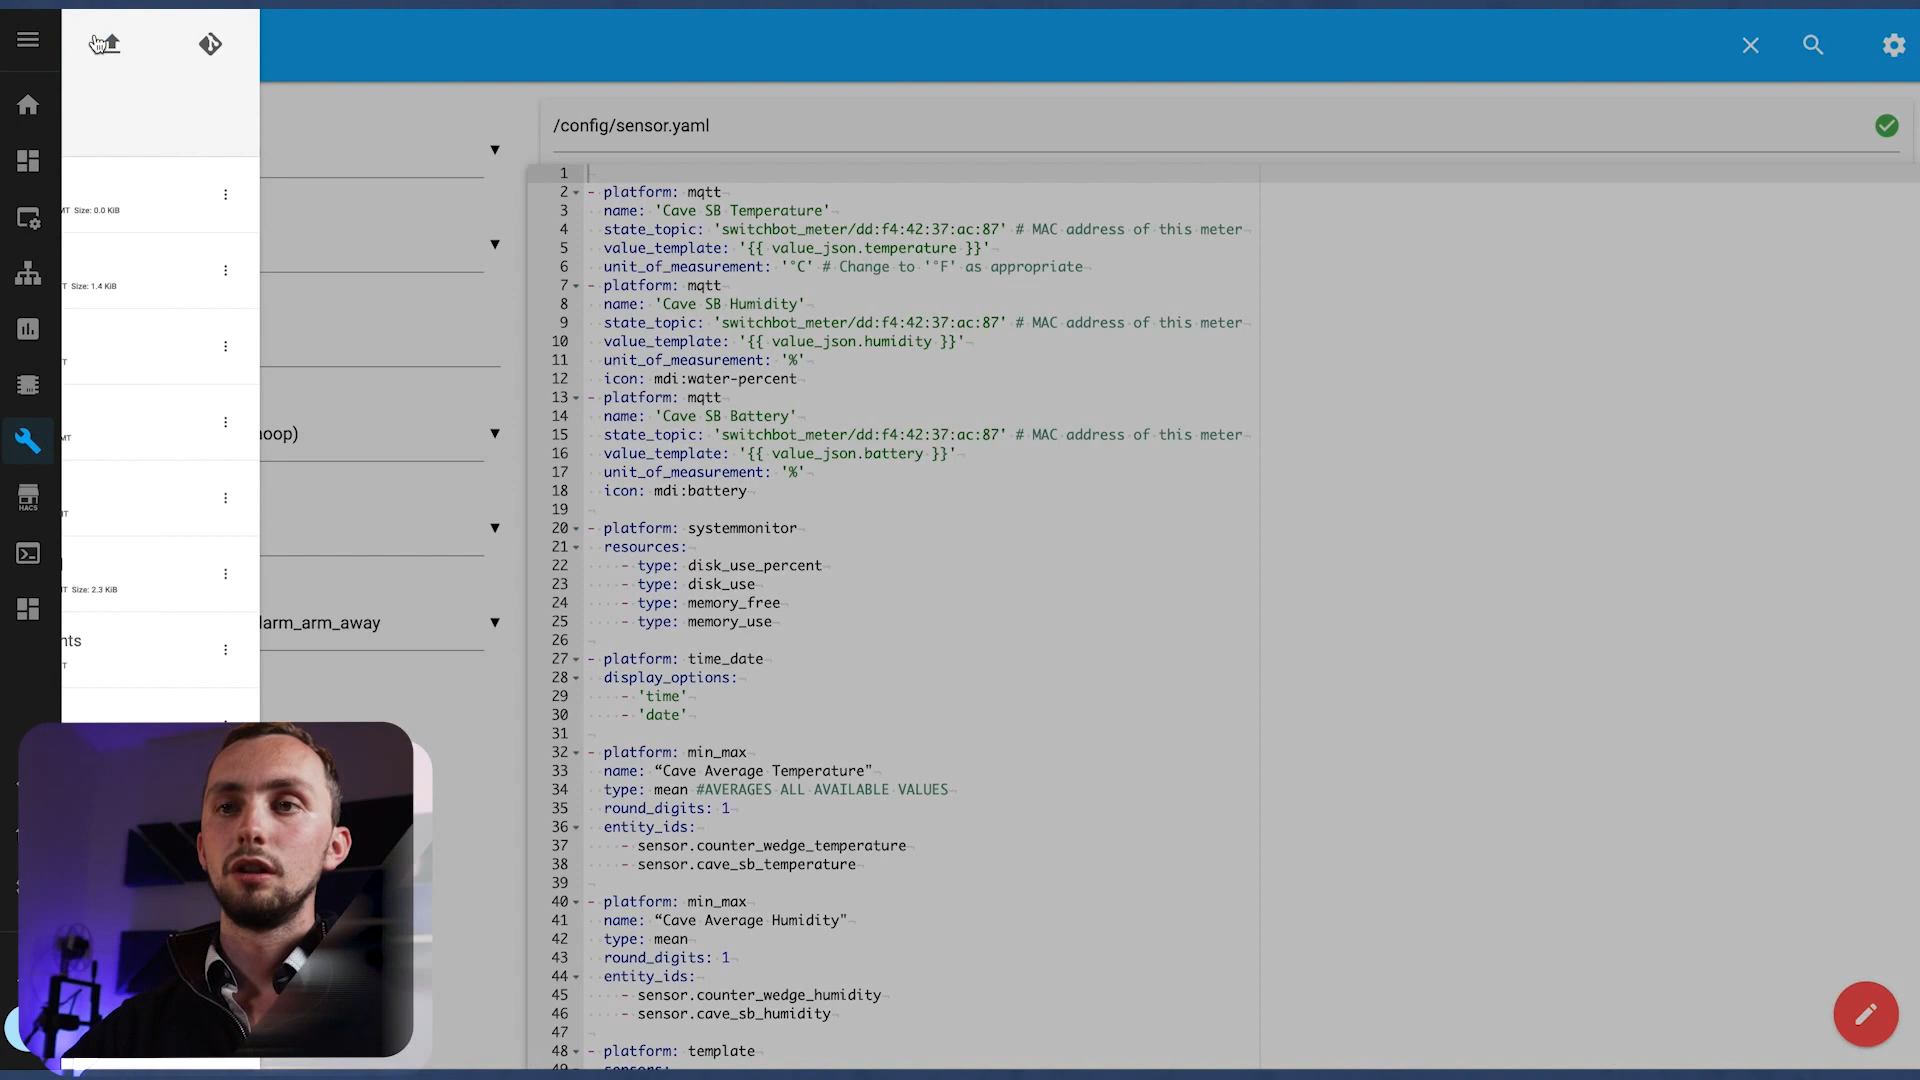 /config/sensor.yaml
MT Size: 0.0 KiB
T Size: 1.4 KiB
T
MT
noop)
IT
IT Size: 2.3 KiB
larm_arm_away
nts
T
HACS
1
2 - platform: mqtt
3 name: 'Cave SB Temperature'
4 state_topic: 'switchbot_meter/dd:f4:42:37:ac:87' # MAC address of this meter
5 value_template: '{{ value_json.temperature }}'
6 unit_of_measurement: '°C' # Change to '°F' as appropriate
7 - platform: mqtt
8 name: 'Cave SB Humidity'
9 state_topic: 'switchbot_meter/dd:f4:42:37:ac:87' # MAC address of this meter
10 value_template: '{{ value_json.humidity }}'
11 unit_of_measurement: '%'
12 icon: mdi:water-percent
13 - platform: mqtt
14 name: 'Cave SB Battery'
15 state_topic: 'switchbot_meter/dd:f4:42:37:ac:87' # MAC address of this meter
16 value_template: '{{ value_json.battery }}'
17 unit_of_measurement: '%'
18 icon: mdi:battery
19
20 - platform: systemmonitor
21 resources:
22 - type: disk_use_percent
23 - type: disk_use
24 - type: memory_free
25 - type: memory_use
26
27 - platform: time_date
28 display_options:
29 - 'time'
30 - 'date'
31
32 - platform: min_max
33 name: “Cave Average Temperature"
34 type: mean #AVERAGES ALL AVAILABLE VALUES
35 round_digits: 1
36 entity_ids:
37 - sensor.counter_wedge_temperature
38 - sensor.cave_sb_temperature
39
40 - platform: min_max
41 name: “Cave Average Humidity"
42 type: mean
43 round_digits: 1
44 entity_ids:
45 - sensor.counter_wedge_humidity
46 - sensor.cave_sb_humidity
47
48 - platform: template
49 sensors: